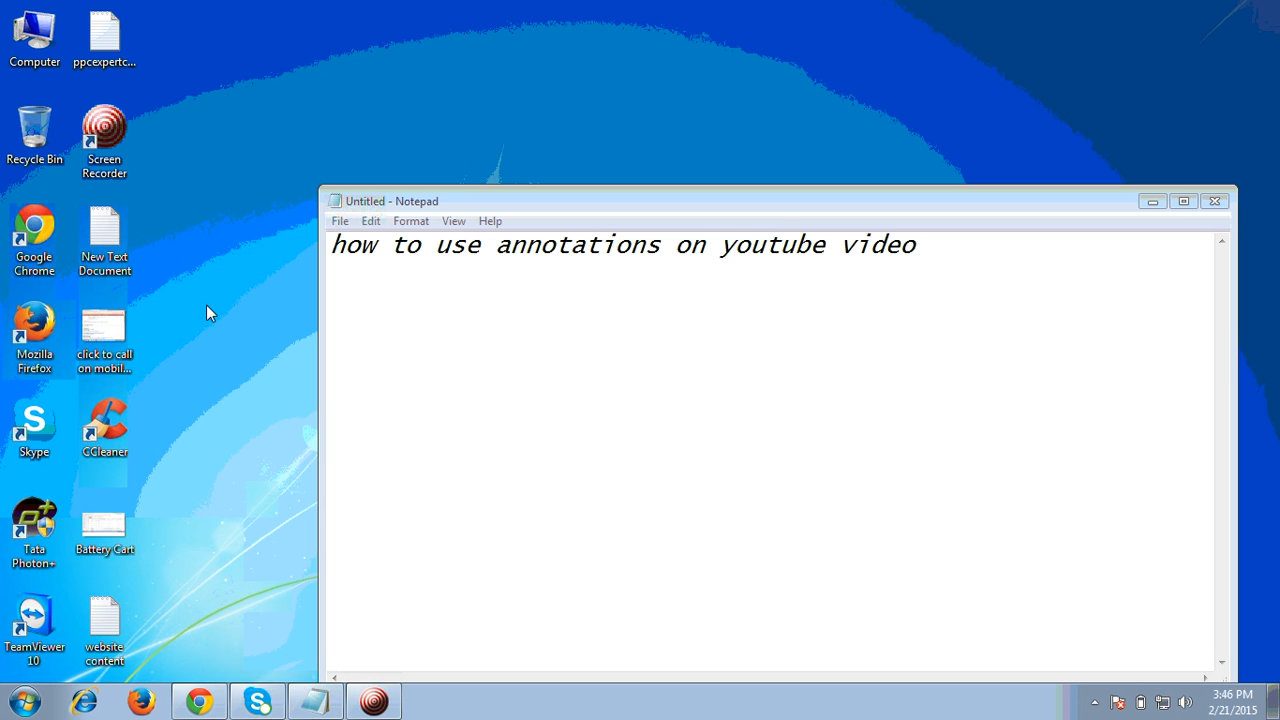 Computer
ppcexpertc...
Recycle Bin
Screen
Recorder
Google
Chrome
New Text
Document
Mozilla
Firefox
click to call
on mobil...
Skype
CCleaner
Tata
Photon+
Battery Cart
TeamViewer
10
website
content
Untitled - Notepad
File Edit Format View Help
how to use annotations on youtube video
3:46 PM
2/21/2015